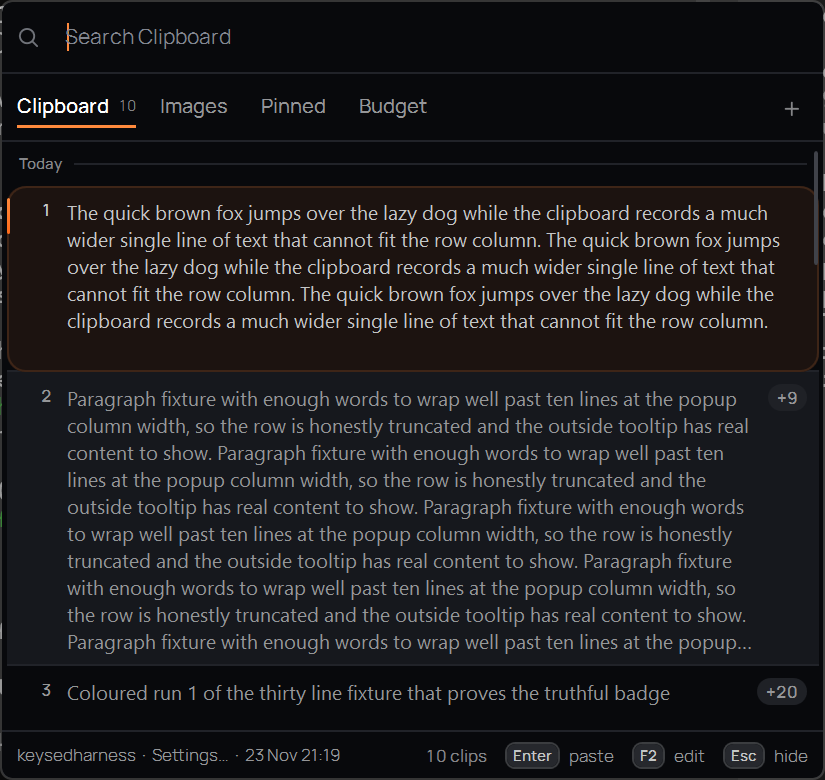 Search Clipboard
Clipboard 10 Images Pinned Budget +
Today
1 The quick brown fox jumps over the lazy dog while the clipboard records a much
wider single line of text that cannot fit the row column. The quick brown fox jumps
over the lazy dog while the clipboard records a much wider single line of text that
cannot fit the row column. The quick brown fox jumps over the lazy dog while the
clipboard records a much wider single line of text that cannot fit the row column.
2 Paragraph fixture with enough words to wrap well past ten lines at the popup +9
column width, so the row is honestly truncated and the outside tooltip has real
content to show. Paragraph fixture with enough words to wrap well past ten
lines at the popup column width, so the row is honestly truncated and the
outside tooltip has real content to show. Paragraph fixture with enough words
to wrap well past ten lines at the popup column width, so the row is honestly
truncated and the outside tooltip has real content to show. Paragraph fixture
with enough words to wrap well past ten lines at the popup column width, so
the row is honestly truncated and the outside tooltip has real content to show.
Paragraph fixture with enough words to wrap well past ten lines at the popup...
3 Coloured run 1 of the thirty line fixture that proves the truthful badge +20
keysedharness · Settings... · 23 Nov 21:19 10 clips Enter paste F2 edit Esc hide